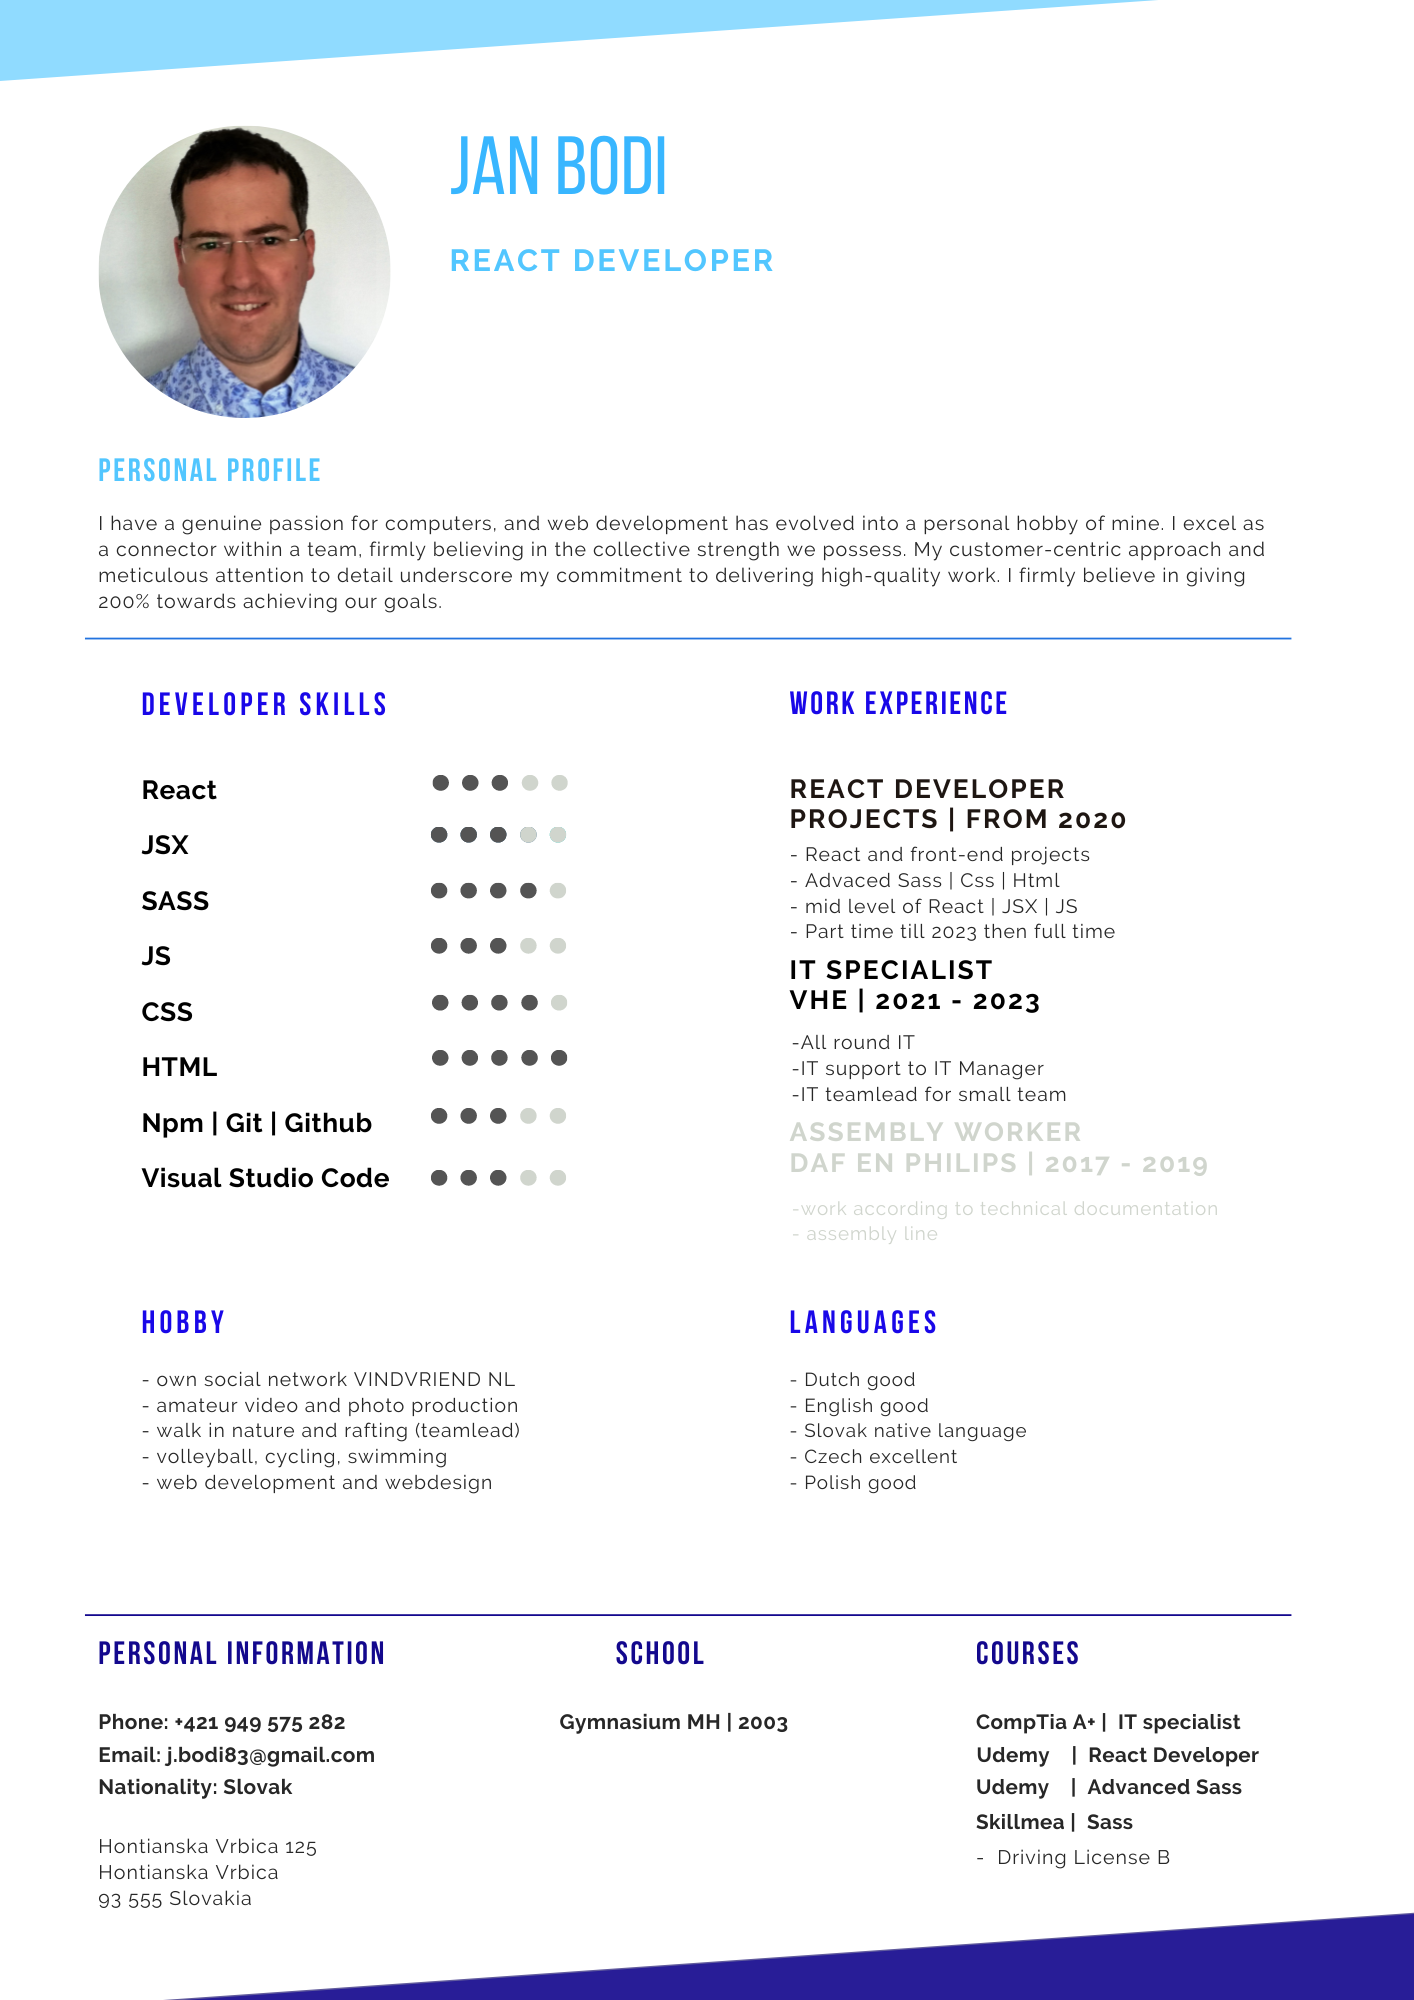 JAN BODI
REACT DEVELOPER
PERSONAL PROFILE
I have a genuine passion for computers, and web development has evolved into a personal hobby of mine. I excel as
a connector within a team, firmly believing in the collective strength we possess. My customer-centric approach and
meticulous attention to detail underscore my commitment to delivering high-quality work. I firmly believe in giving
200% towards achieving our goals.
DEVELOPER SKILLS
React
JSX
SASS
JS
CSS
HTML
Npm | Git | Github
Visual Studio Code
WORK EXPERIENCE
REACT DEVELOPER
PROJECTS | FROM 2020
- React and front-end projects
- Advaced Sass | Css | Html
- mid level of React | JSX | JS
- Part time till 2023 then full time
IT SPECIALIST
VHE | 2021 - 2023
-All round IT
-IT support to IT Manager
-IT teamlead for small team
ASSEMBLY WORKER
DAF EN PHILIPS | 2017 - 2019
-work according to technical documentation
- assembly line
HOBBY
- own social network VINDVRIEND NL
- amateur video and photo production
- walk in nature and rafting (teamlead)
- volleyball, cycling, swimming
- web development and webdesign
LANGUAGES
- Dutch good
- English good
- Slovak native language
- Czech excellent
- Polish good
PERSONAL INFORMATION
Phone: +421 949 575 282
Email: j.bodi83@gmail.com
Nationality: Slovak
Hontianska Vrbica 125
Hontianska Vrbica
93 555 Slovakia
SCHOOL
Gymnasium MH | 2003
COURSES
CompTia A+ | IT specialist
Udemy | React Developer
Udemy | Advanced Sass
Skillmea | Sass
- Driving License B